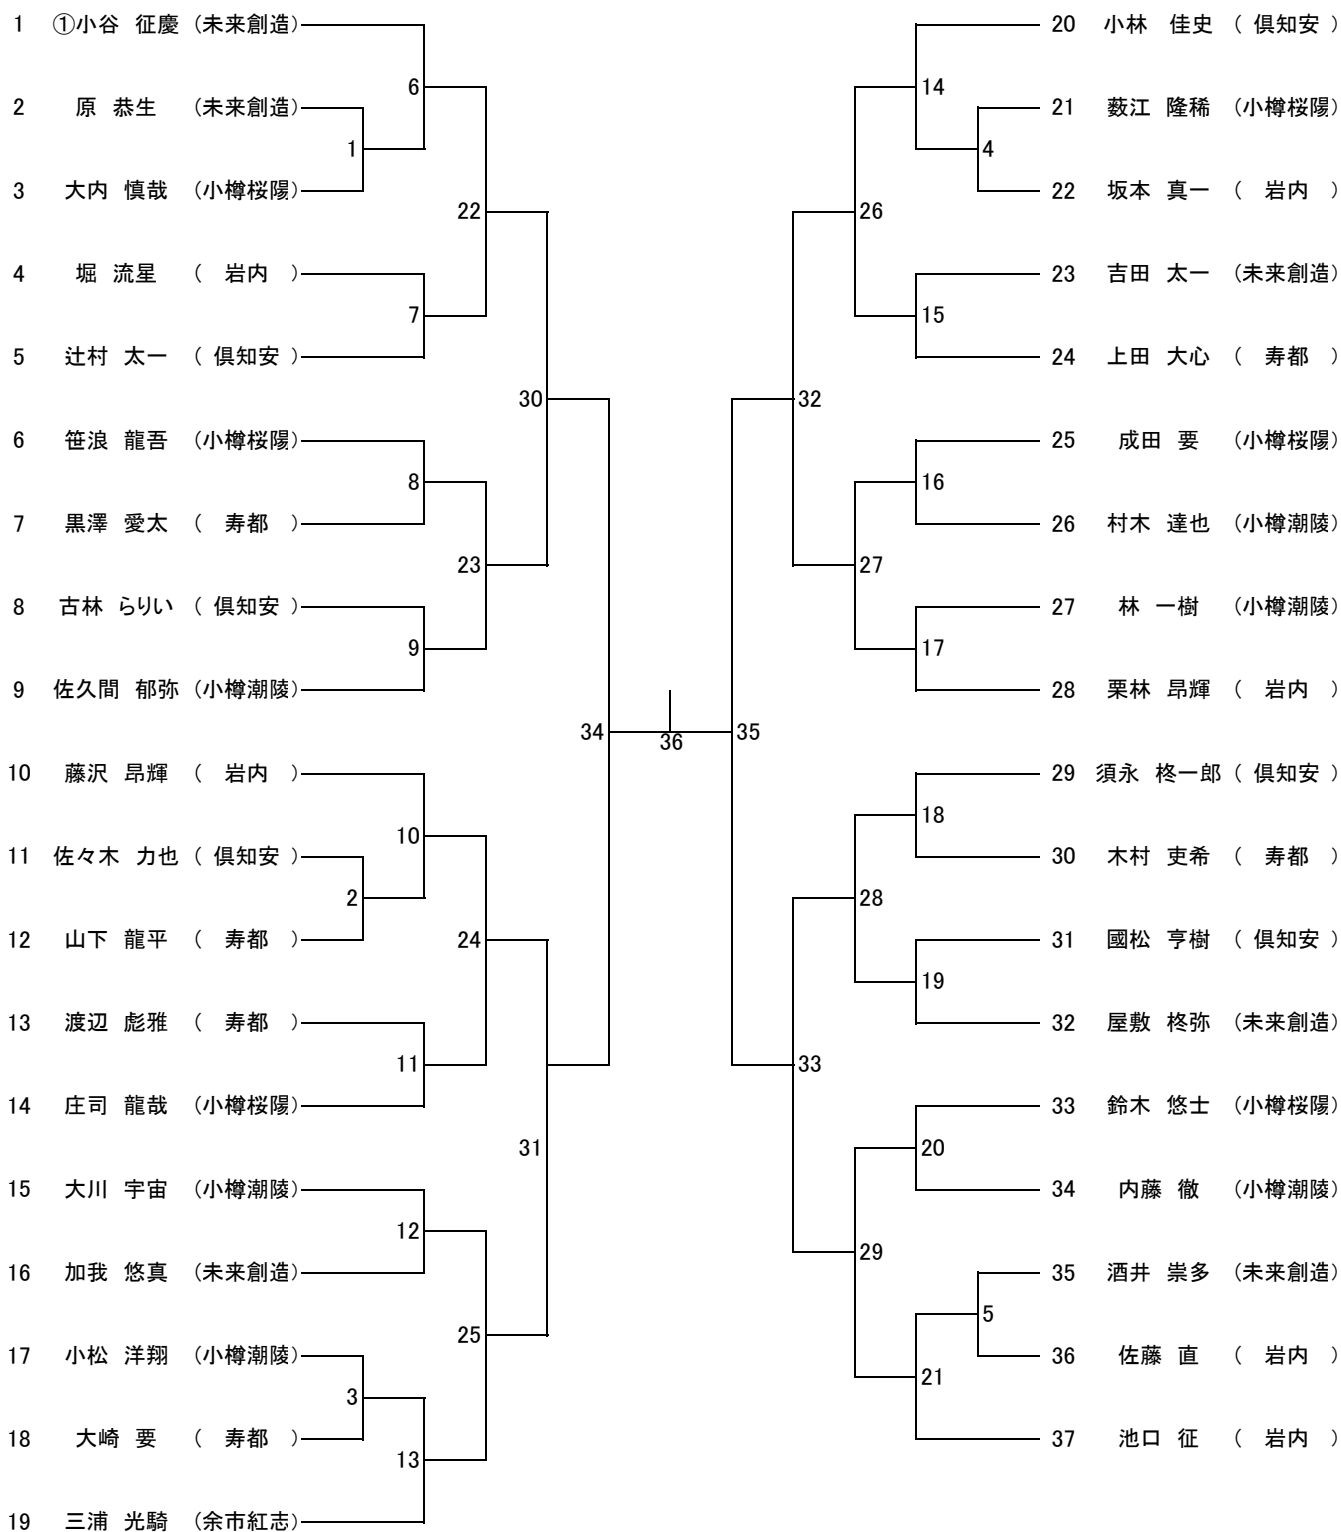 1 ①小谷 征慶 (未来創造)
2 原 恭生 (未来創造)
3 大内 慎哉 (小樽桜陽)
4 堀 流星 ( 岩内 )
5 辻村 太一 ( 倶知安 )
6 笹浪 龍吾 (小樽桜陽)
7 黒澤 愛太 ( 寿都 )
8 古林 らりい ( 倶知安 )
9 佐久間 郁弥 (小樽潮陵)
10 藤沢 昂輝 ( 岩内 )
11 佐々木 力也 ( 倶知安 )
12 山下 龍平 ( 寿都 )
13 渡辺 彪雅 ( 寿都 )
14 庄司 龍哉 (小樽桜陽)
15 大川 宇宙 (小樽潮陵)
16 加我 悠真 (未来創造)
17 小松 洋翔 (小樽潮陵)
18 大崎 要 ( 寿都 )
19 三浦 光騎 (余市紅志)
6
1
22
7
30
8
23
9
34
10
2
24
11
31
12
25
3
13
36
20 小林 佳史 ( 倶知安 )
21 薮江 隆稀 (小樽桜陽)
22 坂本 真一 ( 岩内 )
23 吉田 太一 (未来創造)
24 上田 大心 ( 寿都 )
25 成田 要 (小樽桜陽)
26 村木 達也 (小樽潮陵)
27 林 一樹 (小樽潮陵)
28 栗林 昂輝 ( 岩内 )
29 須永 柊一郎 ( 倶知安 )
30 木村 吏希 ( 寿都 )
31 國松 亨樹 ( 倶知安 )
32 屋敷 柊弥 (未来創造)
33 鈴木 悠士 (小樽桜陽)
34 内藤 徹 (小樽潮陵)
35 酒井 崇多 (未来創造)
36 佐藤 直 ( 岩内 )
37 池口 征 ( 岩内 )
14
4
26
15
32
16
27
17
35
18
28
19
33
20
29
5
21